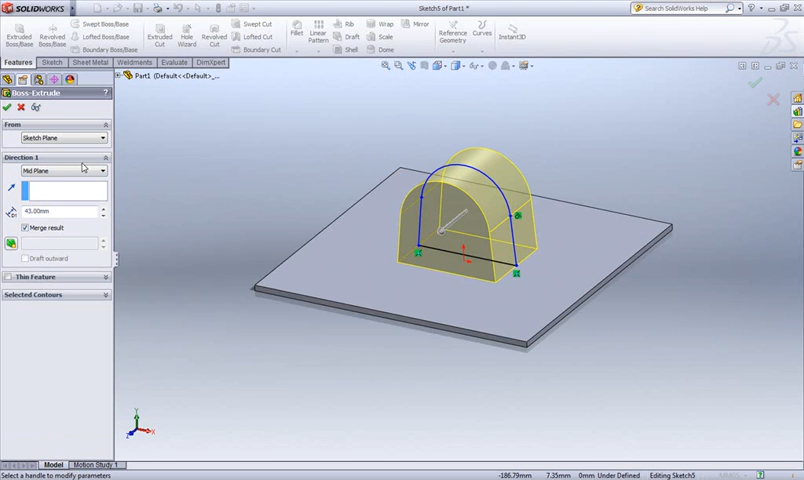 SOLIDWORKS
Sketch5 of Part1 *
SolidWorks Help
Extruded Boss/Base
Revolved Boss/Base
Swept Boss/Base
Lofted Boss/Base
Boundary Boss/Base
Extruded Cut
Hole Wizard
Revolved Cut
Swept Cut
Lofted Cut
Boundary Cut
Fillet
Linear Pattern
Rib
Draft
Shell
Wrap
Scale
Dome
Mirror
Reference Geometry
Curves
Instant3D
Features
Sketch
Sheet Metal
Weldments
Evaluate
DimXpert
Part1 (Default<<Default>_...
Boss-Extrude
?
From
Sketch Plane
Direction 1
Mid Plane
D1
43.00mm
Merge result
Draft outward
Thin Feature
Selected Contours
Y
X
Z
Model
Motion Study 1
Select a handle to modify parameters
-186.79mm
7.35mm
0mm
Under Defined
Editing Sketch5